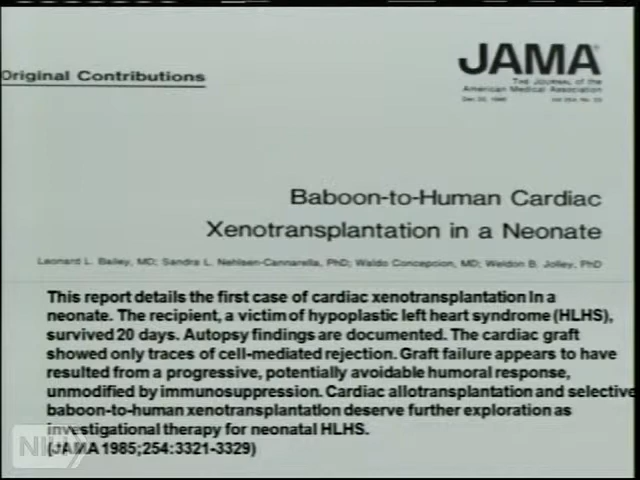 Original Contributions
JAMA
The Journal of the
American Medical Association
Baboon-to-Human Cardiac
Xenotransplantation in a Neonate
Leonard L. Bailey, MD; Sandra L. Nehlsen-Cannarella, PhD; Waldo Concepcion, MD; Weldon B. Jolley, PhD
This report details the first case of cardiac xenotransplantation in a
neonate. The recipient, a victim of hypoplastic left heart syndrome (HLHS),
survived 20 days. Autopsy findings are documented. The cardiac graft
showed only traces of cell-mediated rejection. Graft failure appears to have
resulted from a progressive, potentially avoidable humoral response,
unmodified by immunosuppression. Cardiac allotransplantation and selective
baboon-to-human xenotransplantation deserve further exploration as
investigational therapy for neonatal HLHS.
(JAMA 1985;254:3321-3329)
NIH